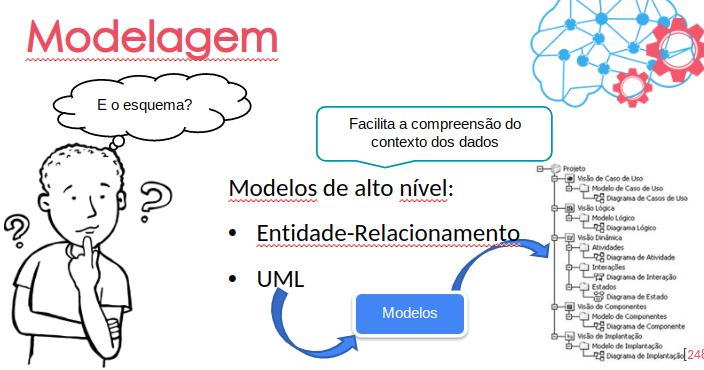 Modelagem
E o esquema?
Facilita a compreensão do
contexto dos dados
Modelos de alto nível:
• Entidade-Relacionamento
• UML
Modelos
Projeto
Visão de Caso de Uso
Modelo de Caso de Uso
Diagrama de Casos de Uso
Visão Lógica
Modelo Lógico
Diagrama Lógico
Visão Dinâmica
Atividades
Diagrama de Atividade
Interações
Diagrama de Interação
Estados
Diagrama de Estado
Visão de Componentes
Modelo de Componentes
Diagrama de Componente
Visão de Implantação
Modelo de Implantação
Diagrama de Implantação
[248
? ?